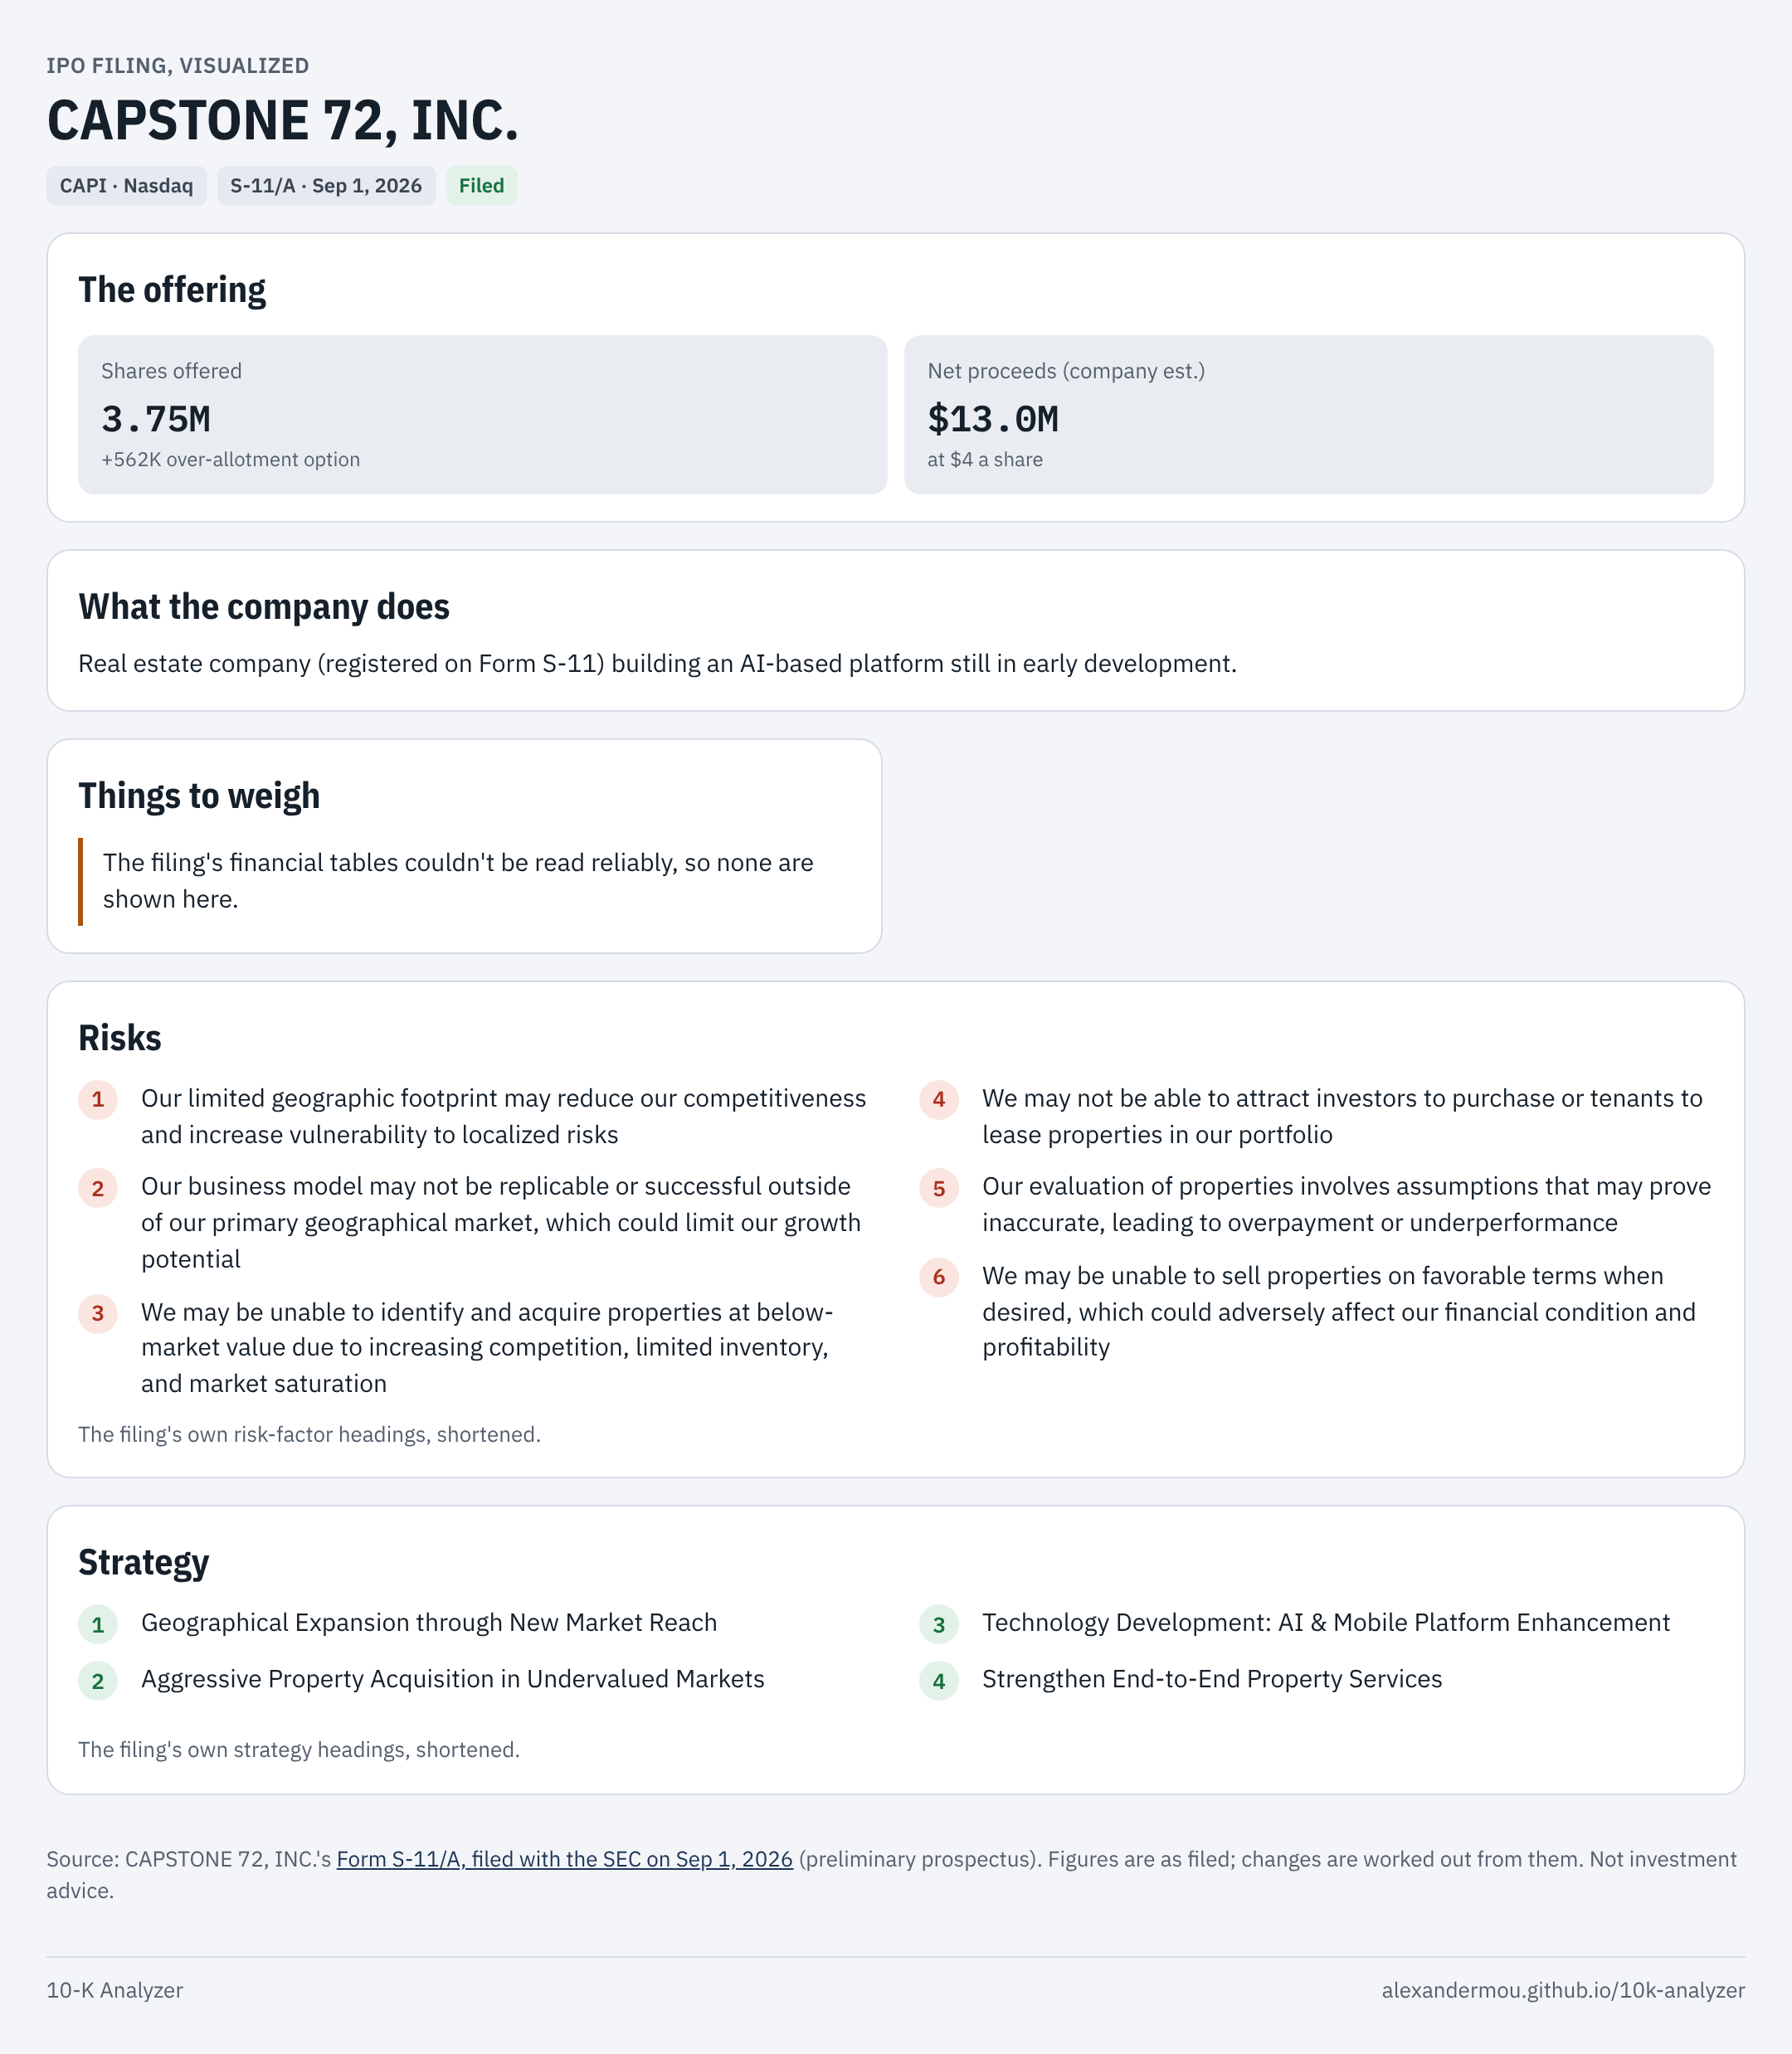 IPO FILING, VISUALIZED
CAPSTONE 72, INC.
CAPI · Nasdaq
S-11/A · Sep 1, 2026
Filed
The offering
Shares offered
3.75M
+562K over-allotment option
Net proceeds (company est.)
$13.0M
at $4 a share
What the company does
Real estate company (registered on Form S-11) building an AI-based platform still in early development.
Things to weigh
The filing's financial tables couldn't be read reliably, so none are
shown here.
Risks
1 Our limited geographic footprint may reduce our competitiveness
and increase vulnerability to localized risks
2 Our business model may not be replicable or successful outside
of our primary geographical market, which could limit our growth
potential
3 We may be unable to identify and acquire properties at below-
market value due to increasing competition, limited inventory,
and market saturation
4 We may not be able to attract investors to purchase or tenants to
lease properties in our portfolio
5 Our evaluation of properties involves assumptions that may prove
inaccurate, leading to overpayment or underperformance
6 We may be unable to sell properties on favorable terms when
desired, which could adversely affect our financial condition and
profitability
The filing's own risk-factor headings, shortened.
Strategy
1 Geographical Expansion through New Market Reach
2 Aggressive Property Acquisition in Undervalued Markets
3 Technology Development: AI & Mobile Platform Enhancement
4 Strengthen End-to-End Property Services
The filing's own strategy headings, shortened.
Source: CAPSTONE 72, INC.'s Form S-11/A, filed with the SEC on Sep 1, 2026 (preliminary prospectus). Figures are as filed; changes are worked out from them. Not investment
advice.
10-K Analyzer
alexandermou.github.io/10k-analyzer